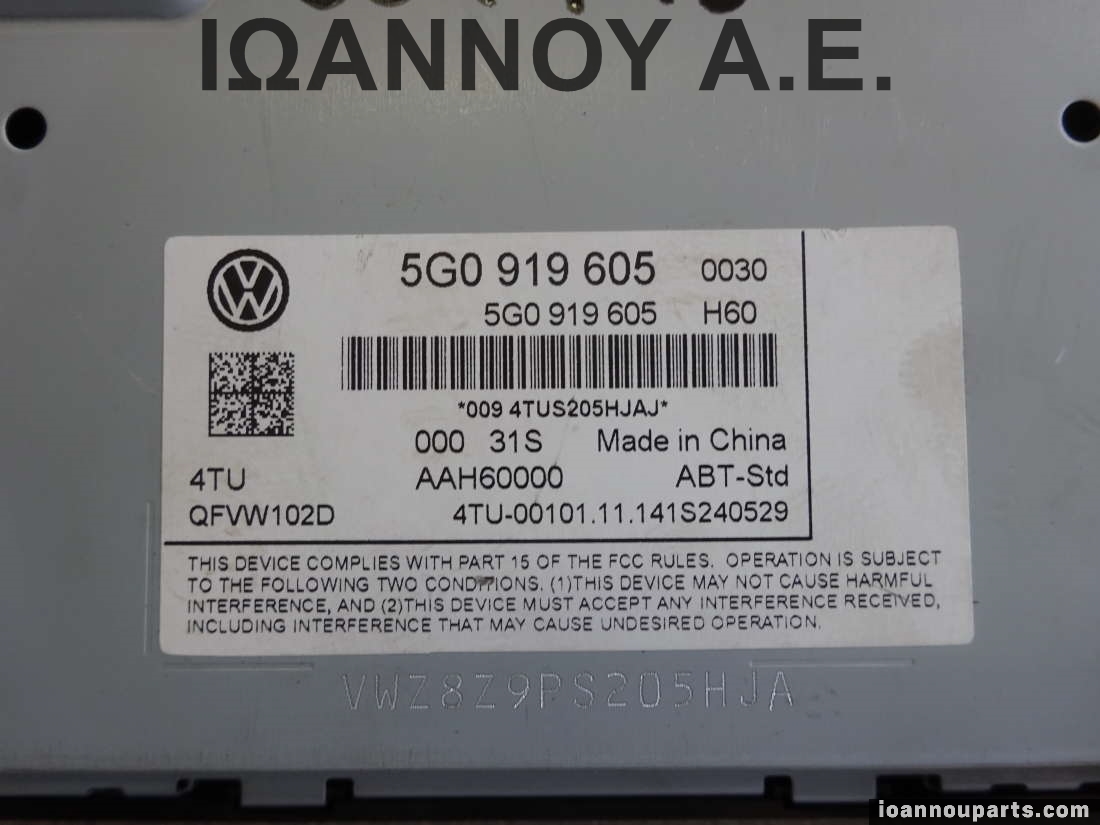 ΙΩΑΝΝΟΥ Α.Ε.
5G0 919 605 0030
5G0 919 605 H60
*009 4TUS205HJAJ*
000 31S Made in China
4TU AAH60000 ABT-Std
QFVW102D 4TU-00101.11.141S240529
THIS DEVICE COMPLIES WITH PART 15 OF THE FCC RULES. OPERATION IS SUBJECT
TO THE FOLLOWING TWO CONDITIONS. (1)THIS DEVICE MAY NOT CAUSE HARMFUL
INTERFERENCE, AND (2)THIS DEVICE MUST ACCEPT ANY INTERFERENCE RECEIVED,
INCLUDING INTERFERENCE THAT MAY CAUSE UNDESIRED OPERATION.
VWZ8Z9PS205HJA
ioannouparts.com